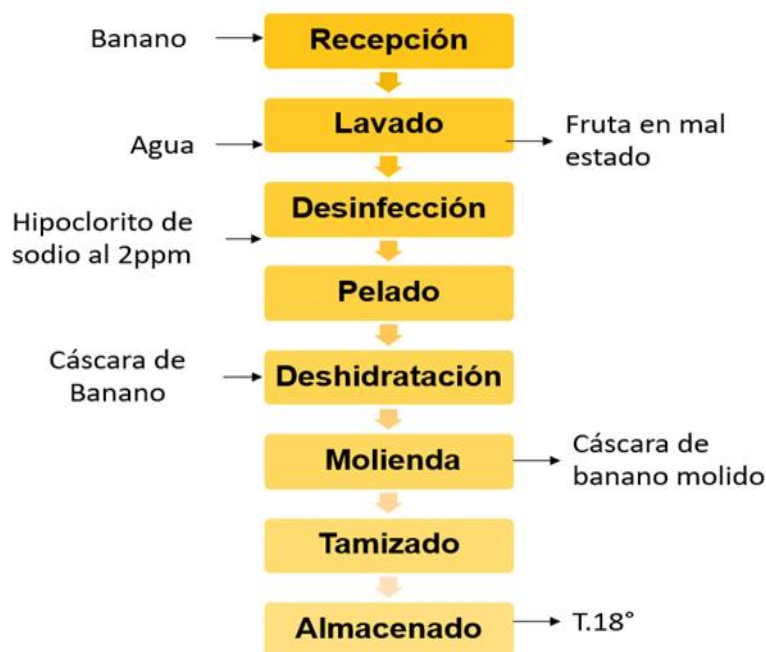 Banano
Recepción
Lavado
Agua
Fruta en mal
estado
Desinfección
Hipoclorito de
sodio al 2ppm
Pelado
Cáscara de
Banano
Deshidratación
Molienda
Cáscara de
banano molido
Tamizado
Almacenado
T.18°